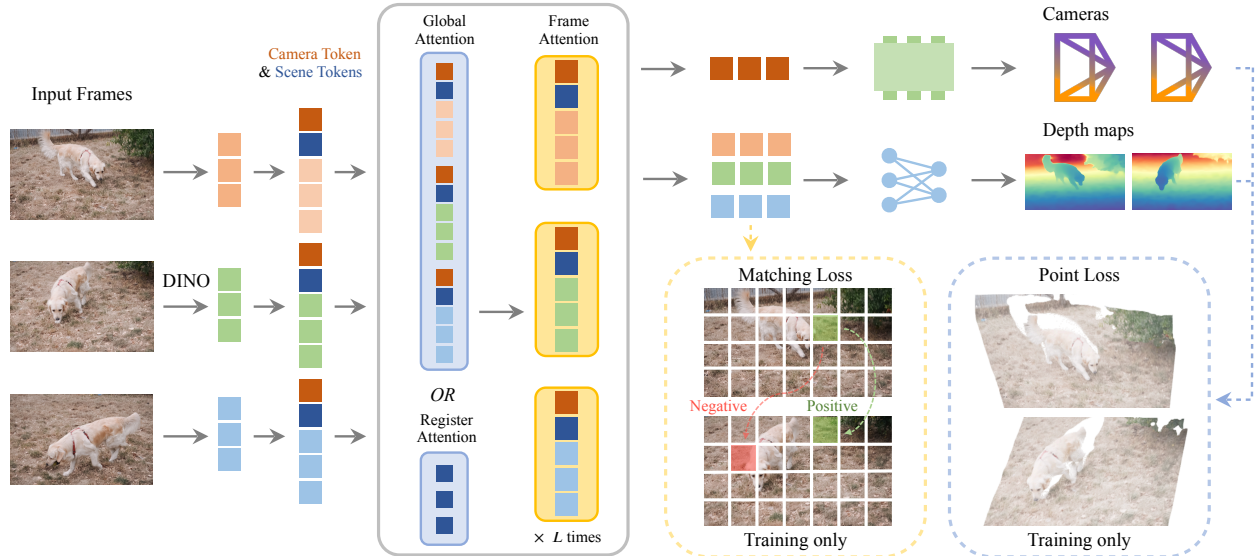 Input Frames
DINO
Camera Token
& Scene Tokens
Global
Attention
Frame
Attention
OR
Register
Attention
× L times
Cameras
Depth maps
Matching Loss
Negative
Positive
Training only
Point Loss
Training only